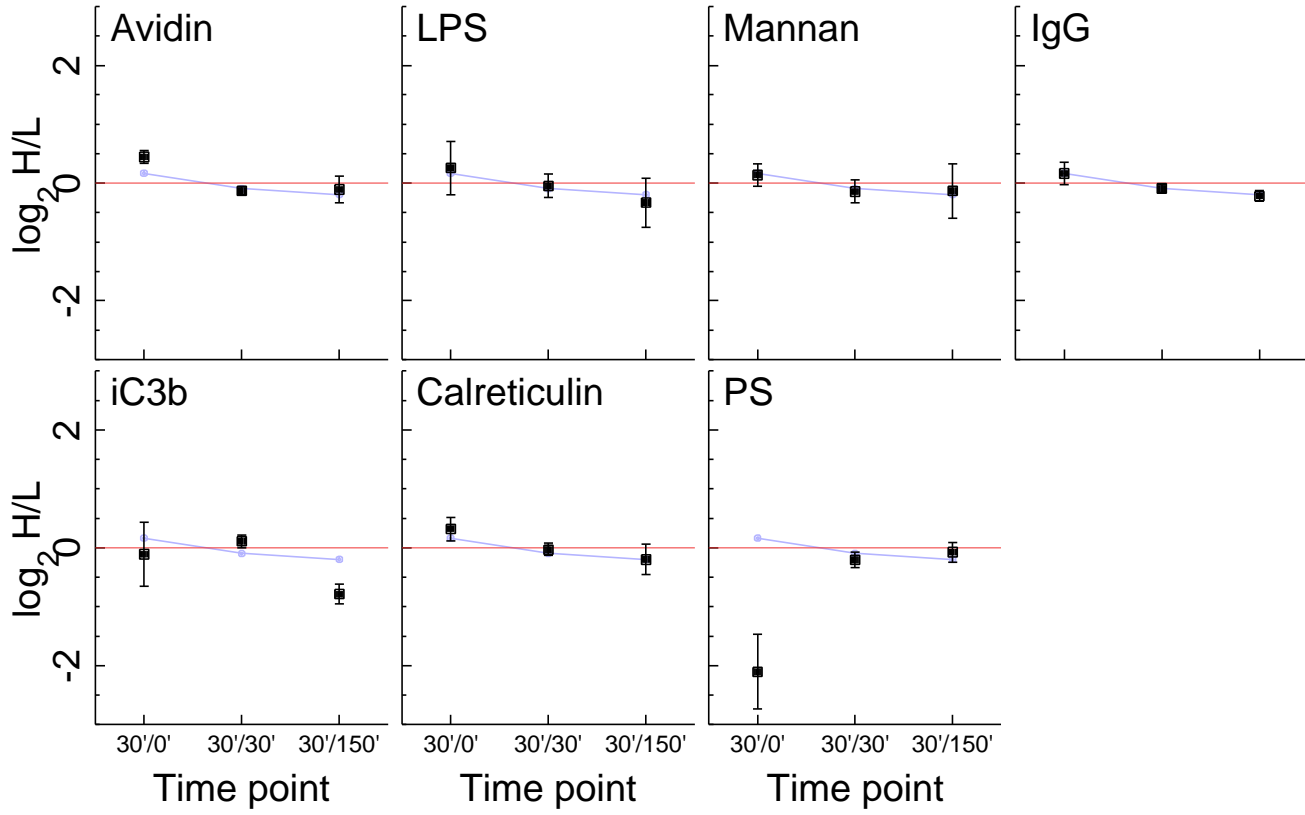 Avidin
LPS
Mannan
IgG
log2 H/L
2
0
-2
iC3b
Calreticulin
PS
log2 H/L
2
0
-2
30'/0' 30'/30' 30'/150'
30'/0' 30'/30' 30'/150'
30'/0' 30'/30' 30'/150'
Time point
Time point
Time point